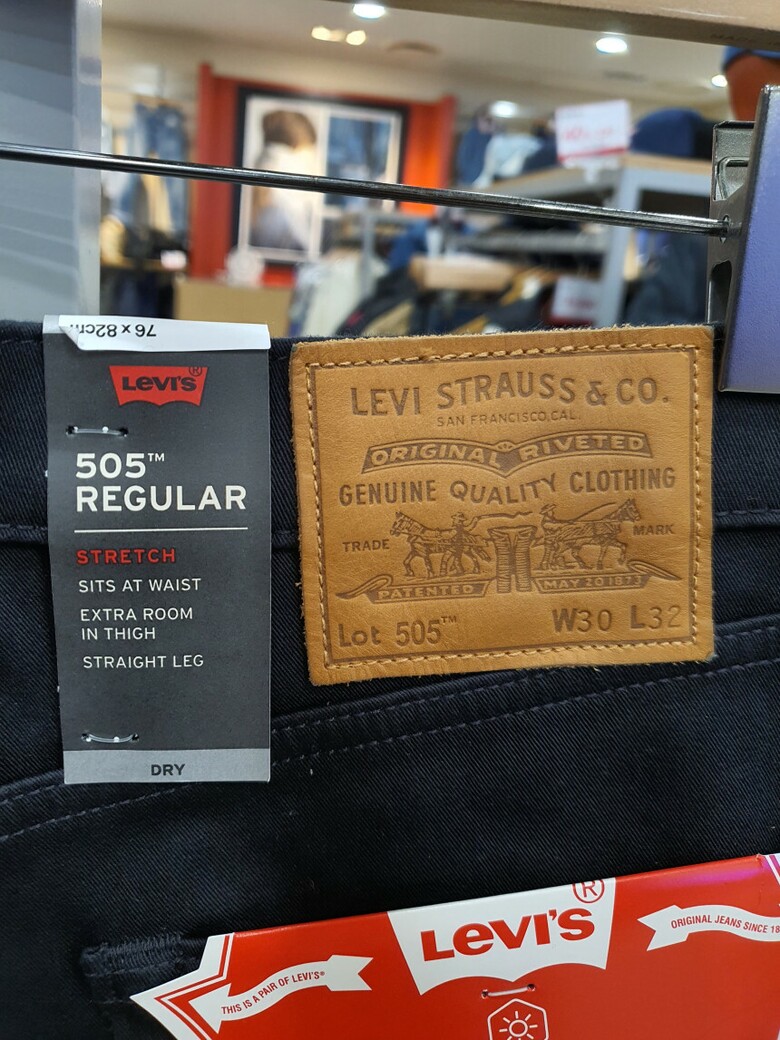 76 x 82cm
Levi's®
505™
REGULAR
STRETCH
SITS AT WAIST
EXTRA ROOM
IN THIGH
STRAIGHT LEG
DRY
LEVI STRAUSS & CO.
SAN FRANCISCO, CAL.
ORIGINAL RIVETED
GENUINE QUALITY CLOTHING
TRADE MARK
PATENTED MAY 20 1873
Lot 505™ W30 L32
Levi's®
THIS IS A PAIR OF LEVI'S®
ORIGINAL JEANS SINCE 18